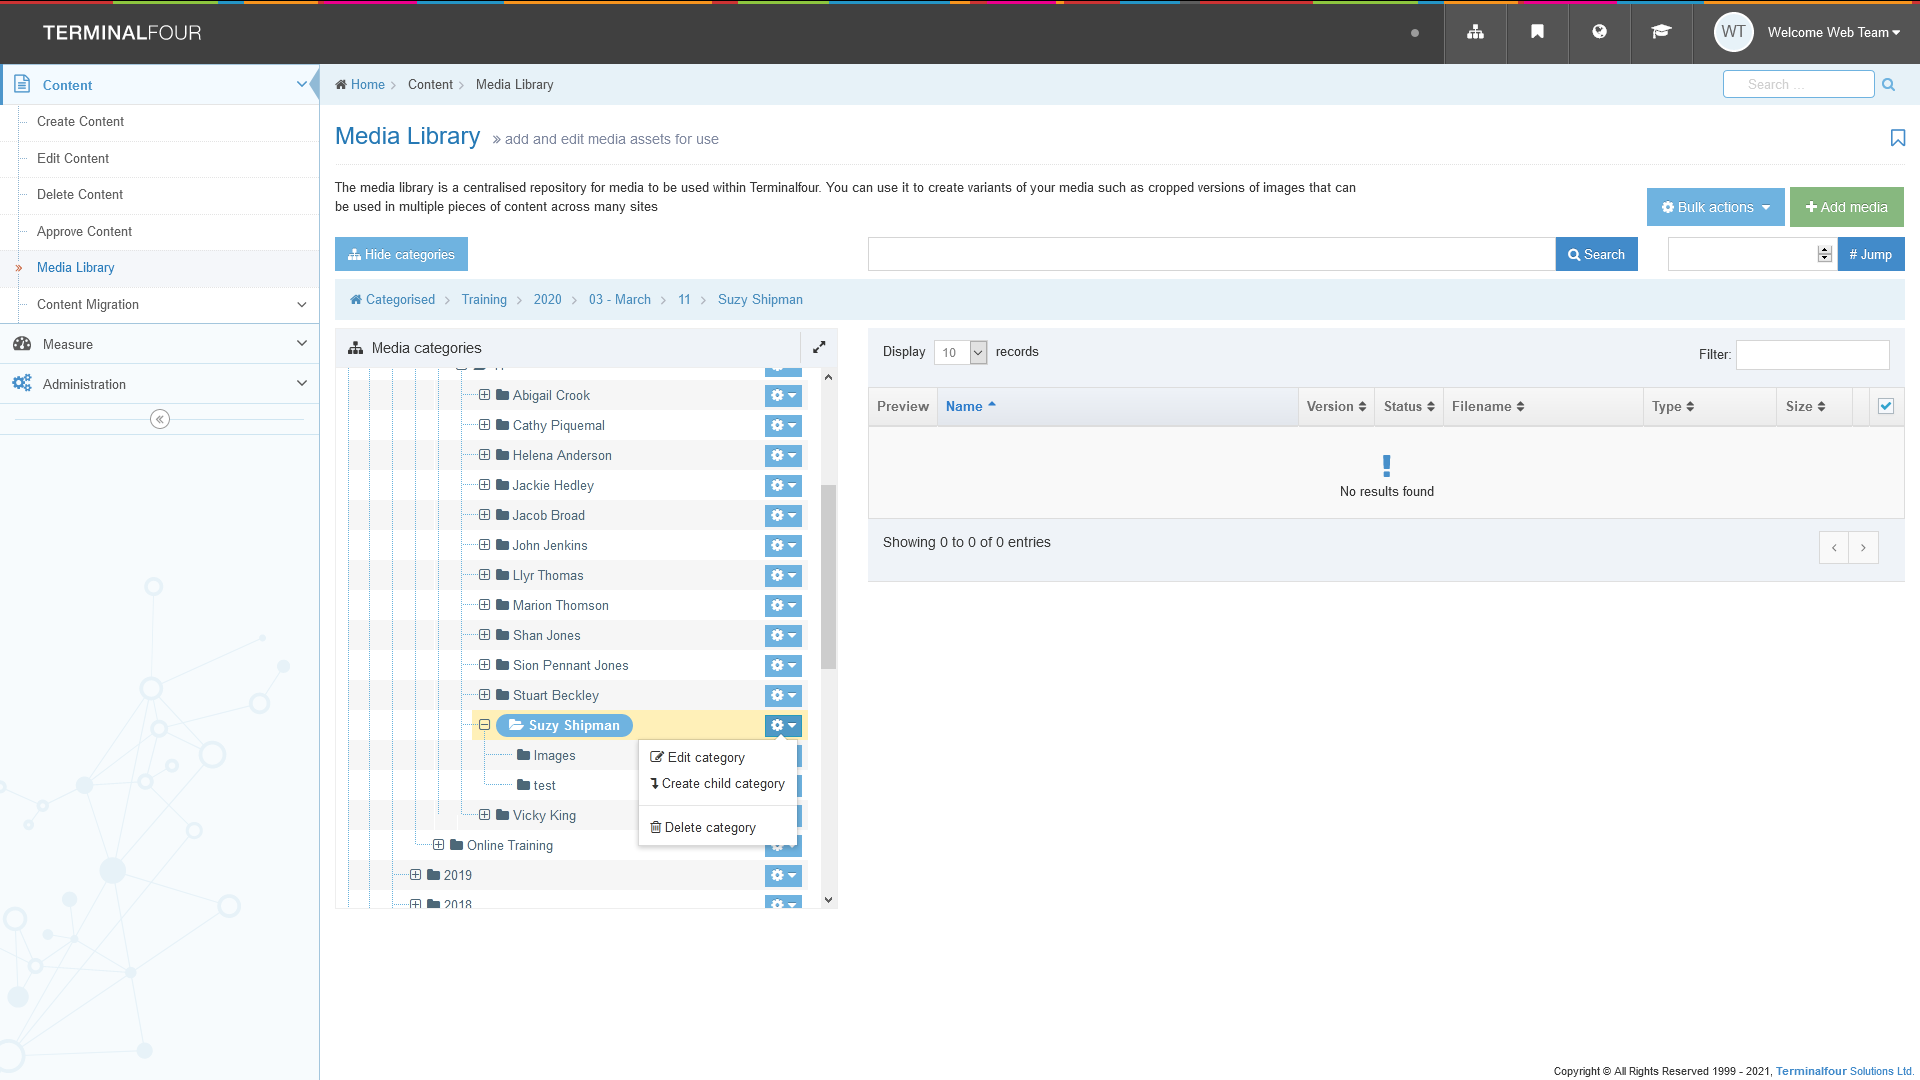 TERMINALFOUR
WT
Welcome Web Team
Content
Create Content
Edit Content
Delete Content
Approve Content
Media Library
Content Migration
Measure
Administration
Home
Content
Media Library
Search ...
Media Library » add and edit media assets for use
The media library is a centralised repository for media to be used within Terminalfour. You can use it to create variants of your media such as cropped versions of images that can
be used in multiple pieces of content across many sites
Bulk actions
+ Add media
Hide categories
Search
# Jump
Categorised
Training
2020
03 - March
11
Suzy Shipman
Media categories
Abigail Crook
Cathy Piquemal
Helena Anderson
Jackie Hedley
Jacob Broad
John Jenkins
Llyr Thomas
Marion Thomson
Shan Jones
Sion Pennant Jones
Stuart Beckley
Suzy Shipman
Images
test
Vicky King
Online Training
2019
2018
Edit category
Create child category
Delete category
Display 10 records
Filter:
Preview Name Version Status Filename Type Size
No results found
Showing 0 to 0 of 0 entries
Copyright © All Rights Reserved 1999 - 2021, Terminalfour Solutions Ltd.